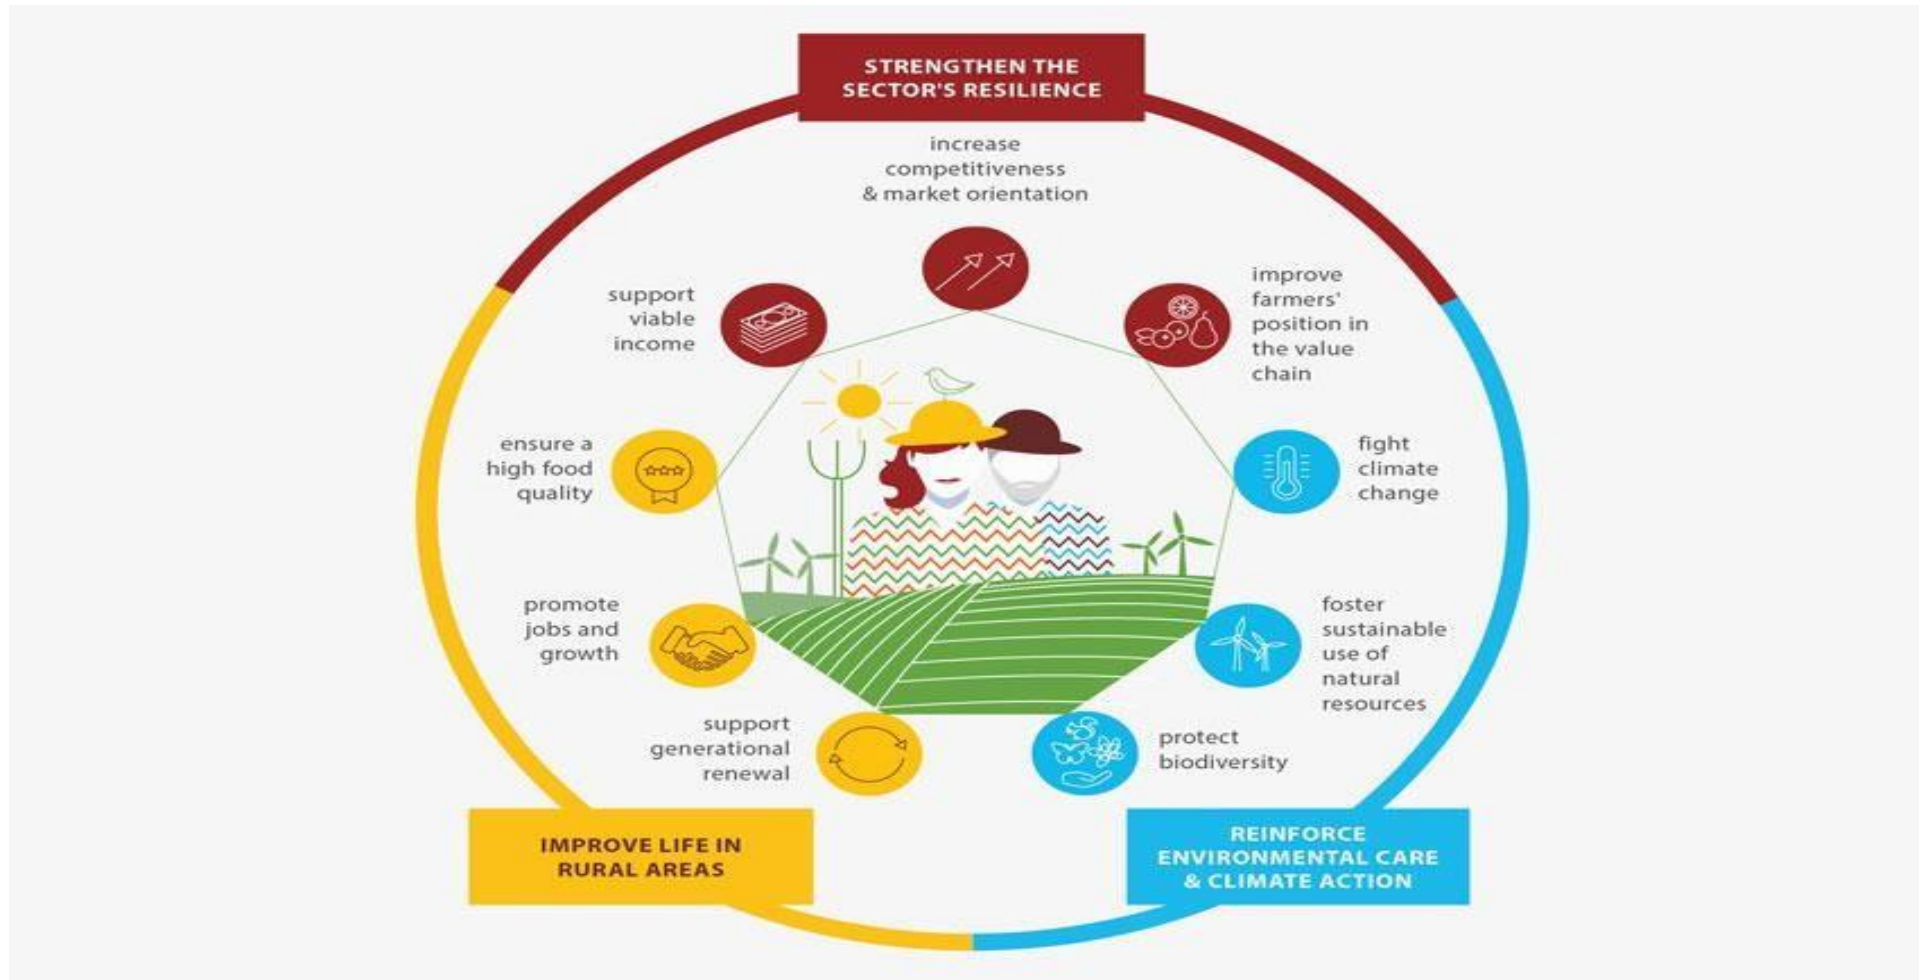 STRENGTHEN THE
SECTOR'S RESILIENCE
increase
competitiveness
& market orientation
support
viable
income
improve
farmers'
position in
the value
chain
ensure a
high food
quality
fight
climate
change
promote
jobs and
growth
foster
sustainable
use of
natural
resources
support
generational
renewal
protect
biodiversity
IMPROVE LIFE IN
RURAL AREAS
REINFORCE
ENVIRONMENTAL CARE
& CLIMATE ACTION